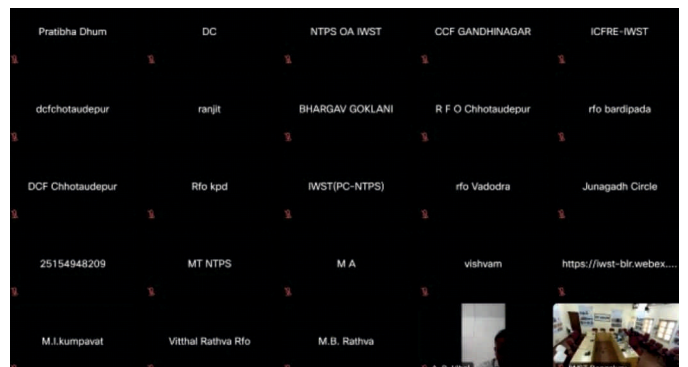 Pratibha Dhum
DC
NTPS OA IWST
CCF GANDHINAGAR
ICFRE-IWST
dcfchotaudepur
ranjit
BHARGAV GOKLANI
R F O Chhotaudepur
rfo bardipada
DCF Chhotaudepur
Rfo kpd
IWST(PC-NTPS)
rfo Vadodra
Junagadh Circle
25154948209
MT NTPS
M A
vishvam
https://iwst-blr.webex....
M.I.kumpavat
Vitthal Rathva Rfo
M.B. Rathva